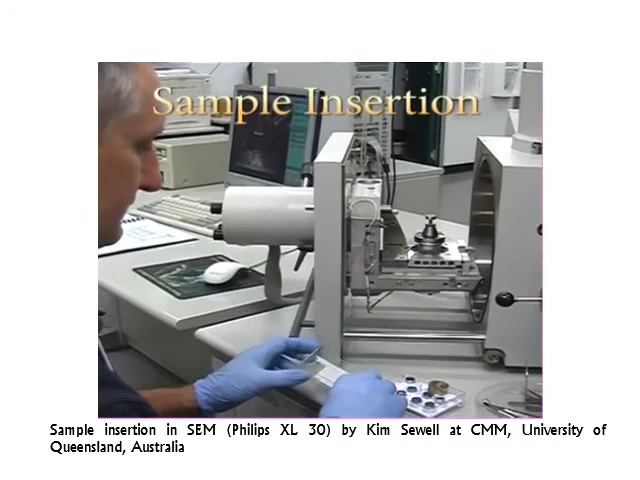 Sample Insertion
Sample insertion in SEM (Philips XL 30) by Kim Sewell at CMM, University of
Queensland, Australia